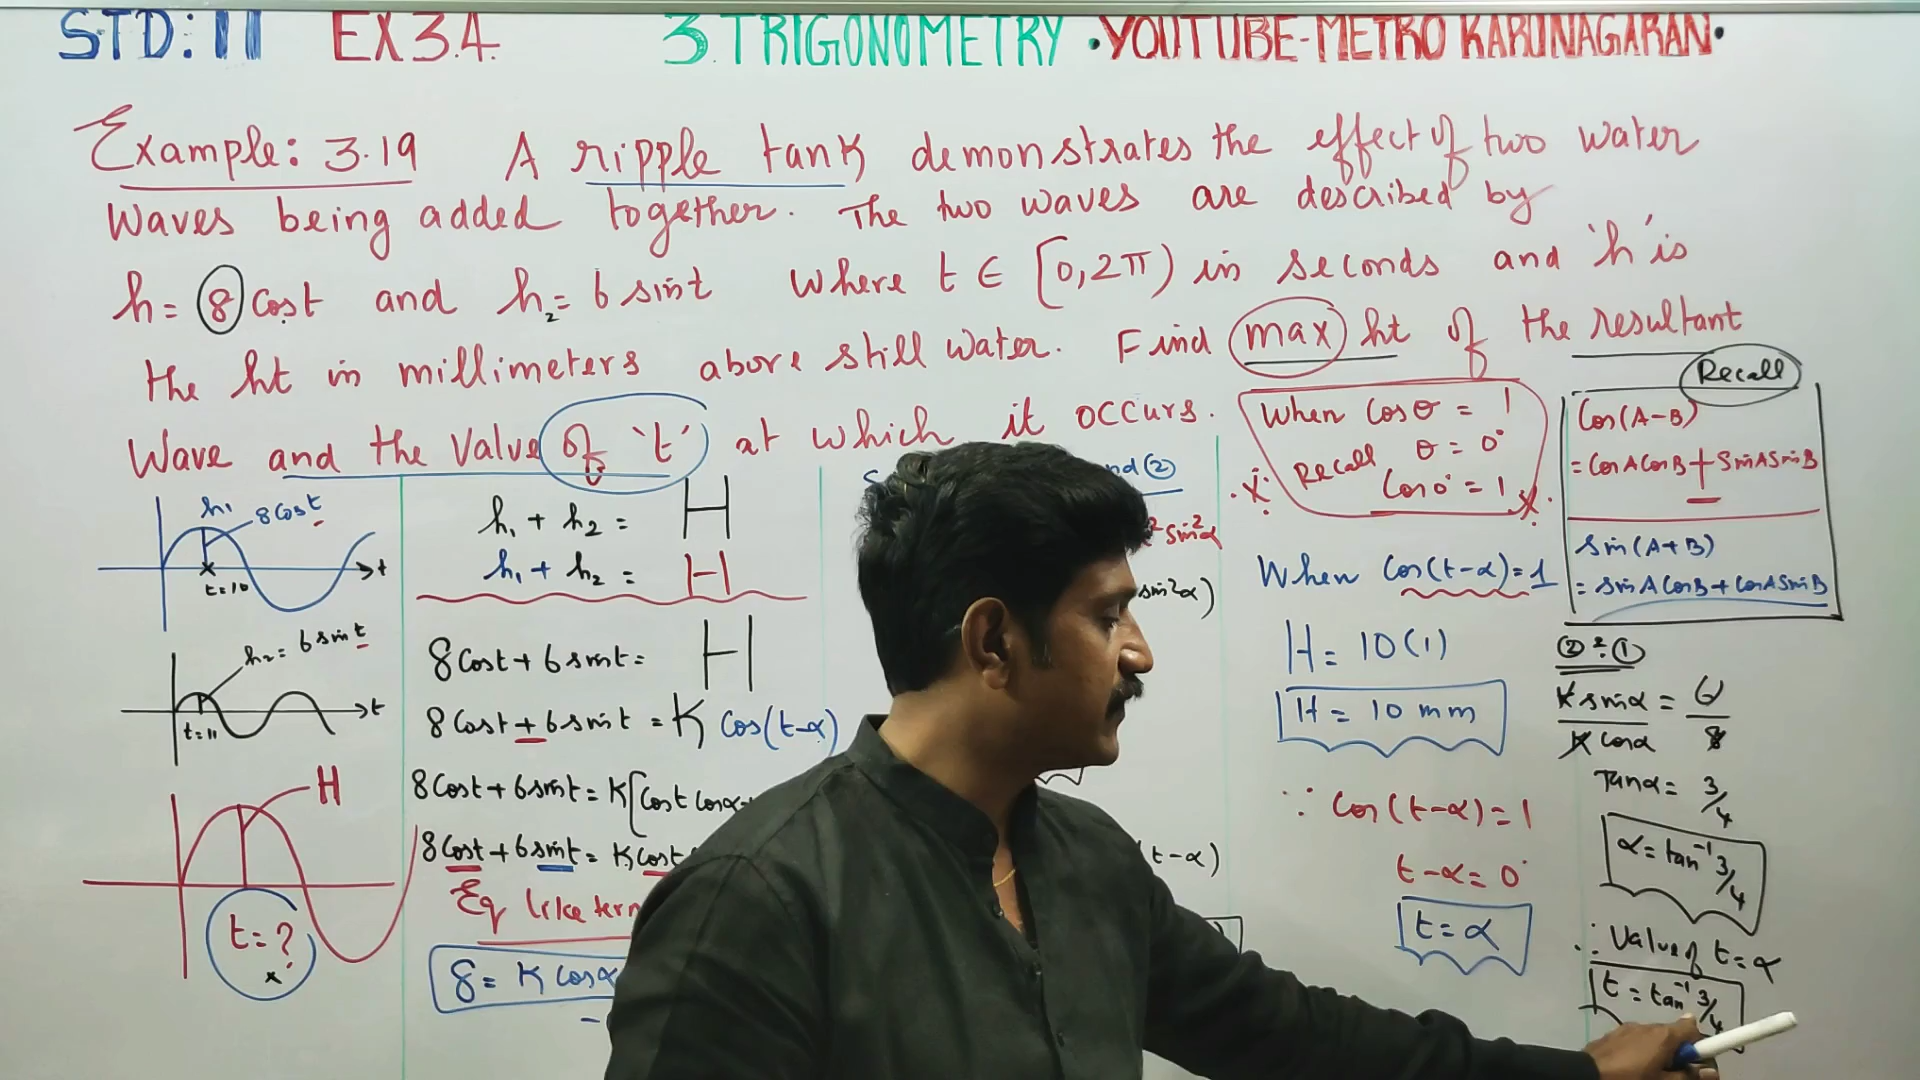 STD: 11 EX 3.4. 3. TRIGONOMETRY • YOUTUBE-METRO KARUNAGARAN•
Example: 3.19 A ripple tank demonstrates the effect of two water
waves being added together. The two waves are described by
h = 8 cost and h₂ = 6 sint where t ∈ [0, 2π) in seconds and 'h' is
the ht in millimeters above still water. Find max ht of the resultant
Wave and the Value of 't' at which it occurs.
h₁ 8 cost
t
t=10
h₂ = 6 sint
t
t=11
H
t = ?
h₁ + h₂ = H
h₁ + h₂ = H
8 cost + 6 sint = H
8 cost + 6 sint = K cos(t-α)
8 cost + 6 sint = K[cost cosα
8 cost + 6 sint = K cost
Eq like term
8 = K cosα
nd (2)
² sin²α
sin²α)
(t-α)
When cosθ = 1
Recall θ = 0°
cos 0° = 1
When cos(t-α) = 1
H = 10(1)
H = 10 mm
∵ cos(t-α) = 1
t-α = 0°
t = α
Recall
Cos(A-B)
= CosA CosB + SinA SinB
Sin(A+B)
= SinA CosB + CosA SinB
② ÷ ①
K sinα / K cosα = 6/8
Tanα = 3/4
α = tan⁻¹ 3/4
∴ Value of t = α
t = tan⁻¹ 3/4